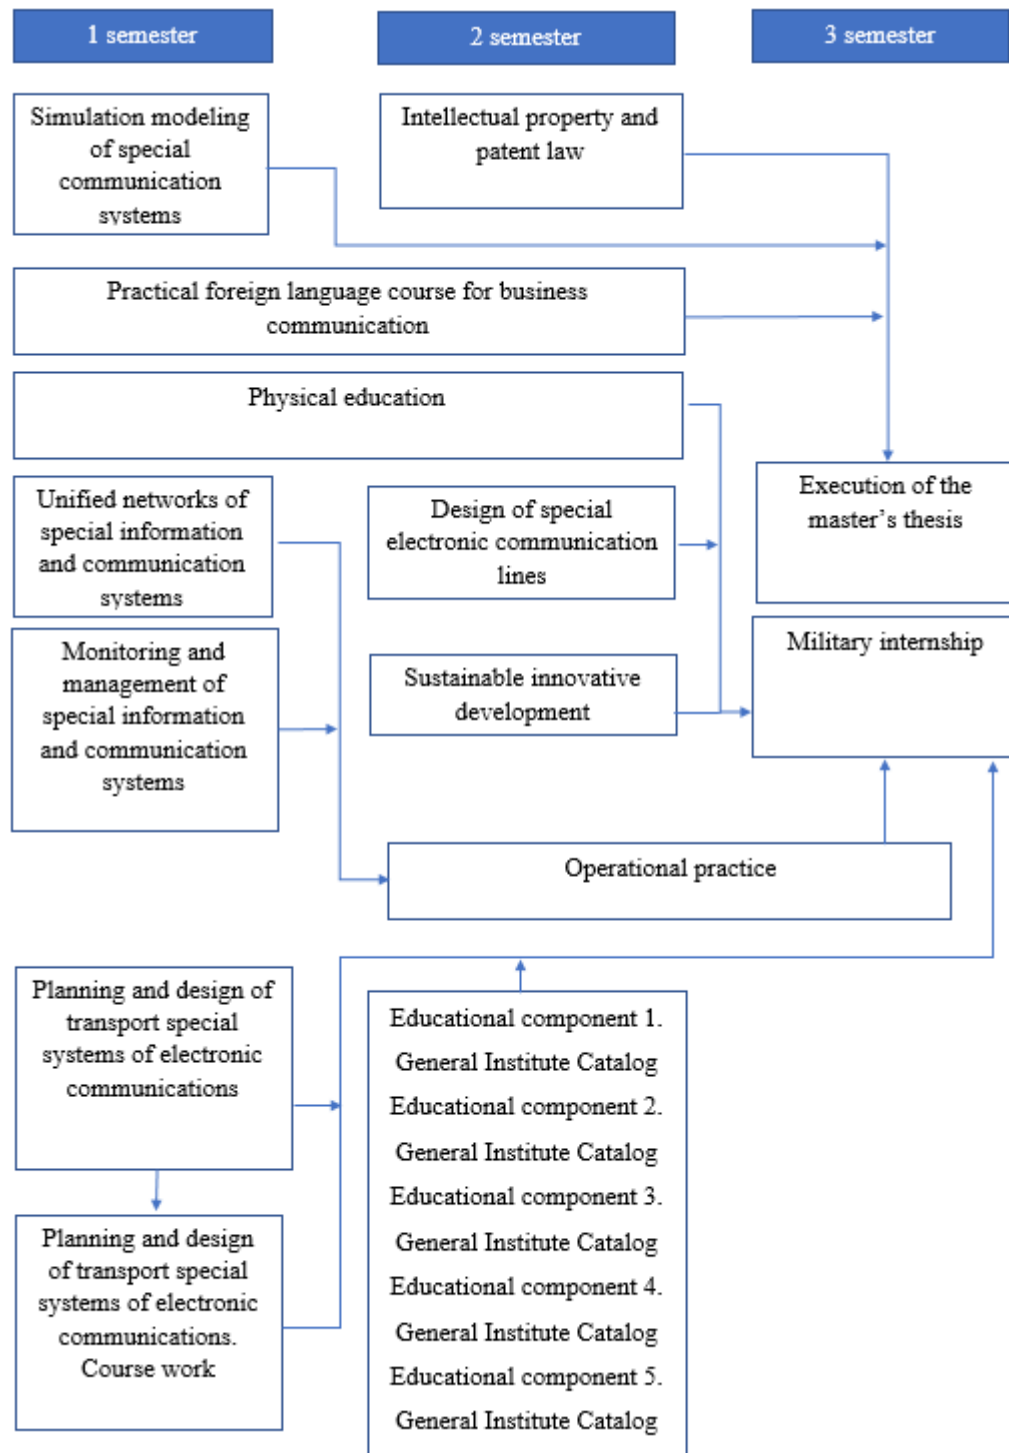 1 semester
2 semester
3 semester
Simulation modeling
of special
communication
systems
Intellectual property and
patent law
Practical foreign language course for business
communication
Physical education
Unified networks of
special information
and communication
systems
Design of special
electronic communication
lines
Execution of the
master’s thesis
Monitoring and
management of
special information
and communication
systems
Sustainable innovative
development
Military internship
Operational practice
Planning and design of
transport special
systems of electronic
communications
Planning and design
of transport special
systems of electronic
communications.
Course work
Educational component 1.
General Institute Catalog
Educational component 2.
General Institute Catalog
Educational component 3.
General Institute Catalog
Educational component 4.
General Institute Catalog
Educational component 5.
General Institute Catalog